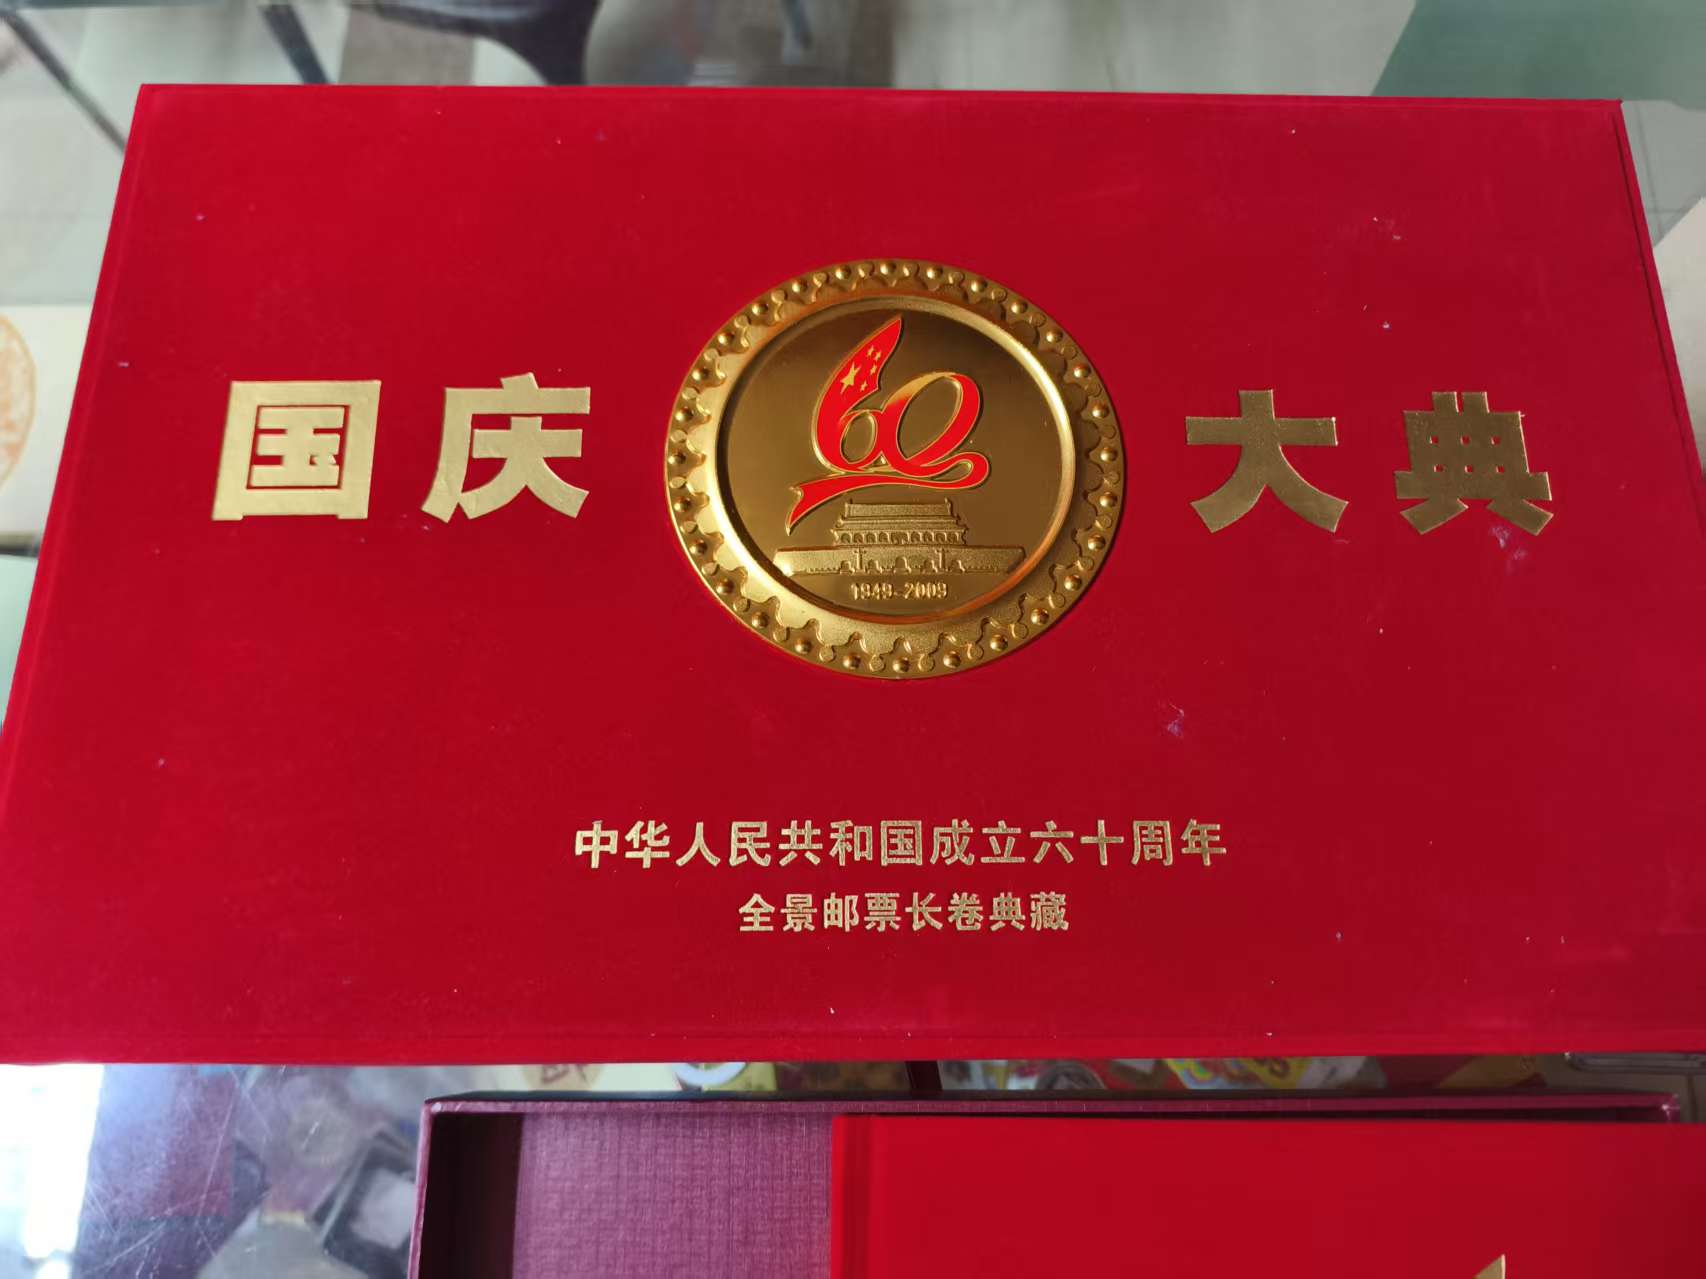 国庆大典
60
1949-2009
中华人民共和国成立六十周年
全景邮票长卷典藏